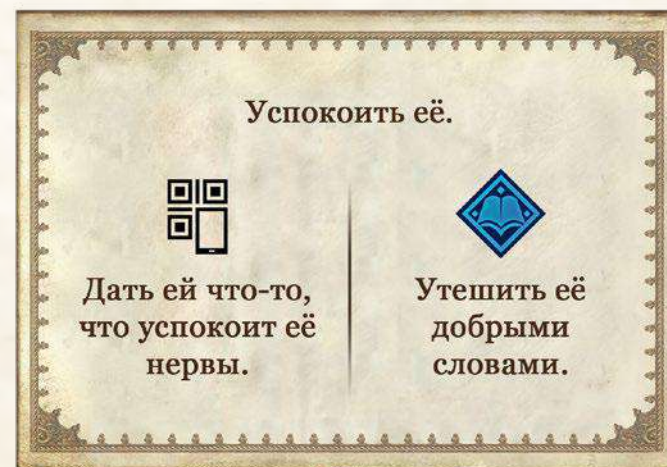 Успокоить её.
Дать ей что-то,
что успокоит её
нервы.
Утешить её
добрыми
словами.